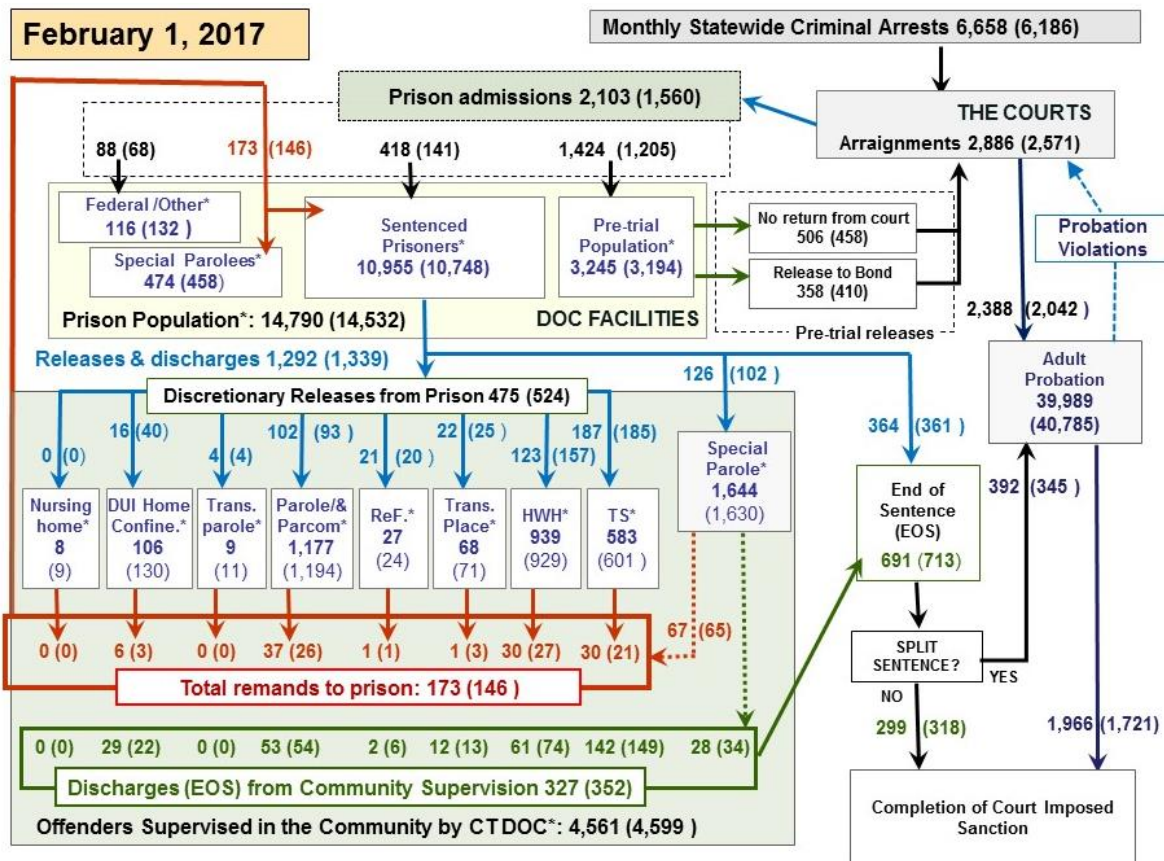 February 1, 2017
Monthly Statewide Criminal Arrests 6,658 (6,186)
Prison admissions 2,103 (1,560)
THE COURTS
Arraignments 2,886 (2,571)
88 (68)
173 (146)
418 (141)
1,424 (1,205)
Federal /Other*
116 (132 )
Special Parolees*
474 (458)
Sentenced
Prisoners*
10,955 (10,748)
Pre-trial
Population*
3,245 (3,194)
No return from court
506 (458)
Release to Bond
358 (410)
Pre-trial releases
Probation
Violations
Prison Population*: 14,790 (14,532)
DOC FACILITIES
2,388 (2,042 )
Releases & discharges 1,292 (1,339)
Adult
Probation
39,989
(40,785)
Discretionary Releases from Prison 475 (524)
126 (102 )
364 (361 )
0 (0)
16 (40)
4 (4)
102 (93 )
21 (20 )
22 (25 )
123 (157)
187 (185)
Nursing
home*
8
(9)
DUI Home
Confine.*
106
(130)
Trans.
parole*
9
(11)
Parole/&
Parcom*
1,177
(1,194)
ReF.*
27
(24)
Trans.
Place*
68
(71)
HWH*
939
(929)
TS*
583
(601 )
Special
Parole*
1,644
(1,630)
End of
Sentence
(EOS)
691 (713)
392 (345 )
0 (0)
6 (3)
0 (0)
37 (26)
1 (1)
1 (3)
30 (27)
30 (21)
67 (65)
Total remands to prison: 173 (146 )
SPLIT
SENTENCE?
YES
NO
299 (318)
1,966 (1,721)
0 (0)
29 (22)
0 (0)
53 (54)
2 (6)
12 (13)
61 (74)
142 (149)
28 (34)
Discharges (EOS) from Community Supervision 327 (352)
Offenders Supervised in the Community by CTDOC*: 4,561 (4,599 )
Completion of Court Imposed
Sanction